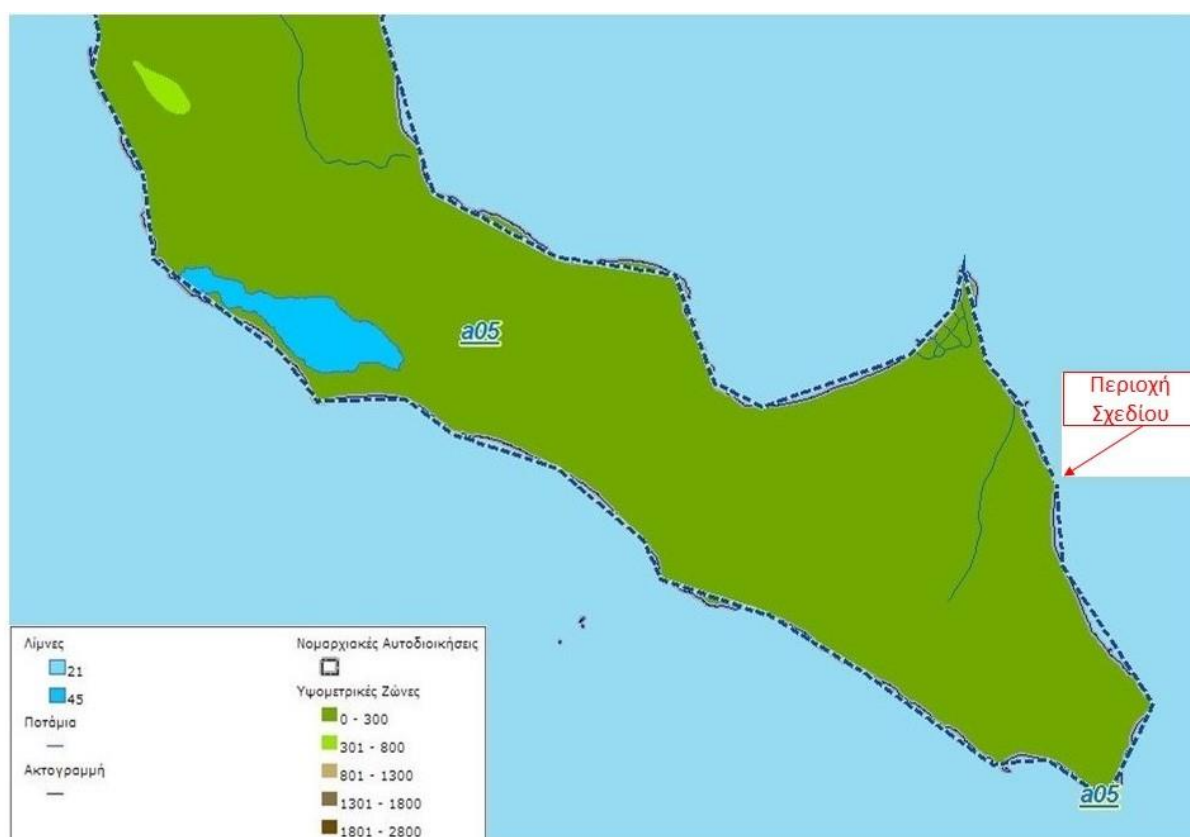 a05
Περιοχή
Σχεδίου
Λίμνες
21
45
Ποτάμια
Ακτογραμμή
Νομαρχιακές Αυτοδιοικήσεις
Υψομετρικές Ζώνες
0 - 300
301 - 800
801 - 1300
1301 - 1800
1801 - 2800
a05